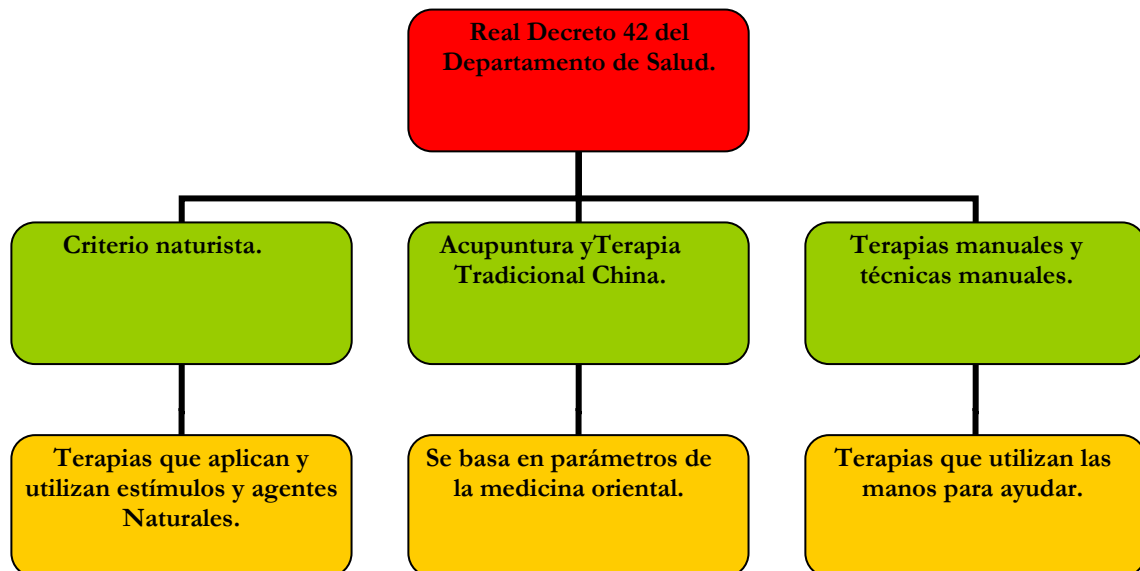 Real Decreto 42 del
Departamento de Salud.
Criterio naturista.
Acupuntura yTerapia
Tradicional China.
Terapias manuales y
técnicas manuales.
Terapias que aplican y
utilizan estímulos y agentes
Naturales.
Se basa en parámetros de
la medicina oriental.
Terapias que utilizan las
manos para ayudar.